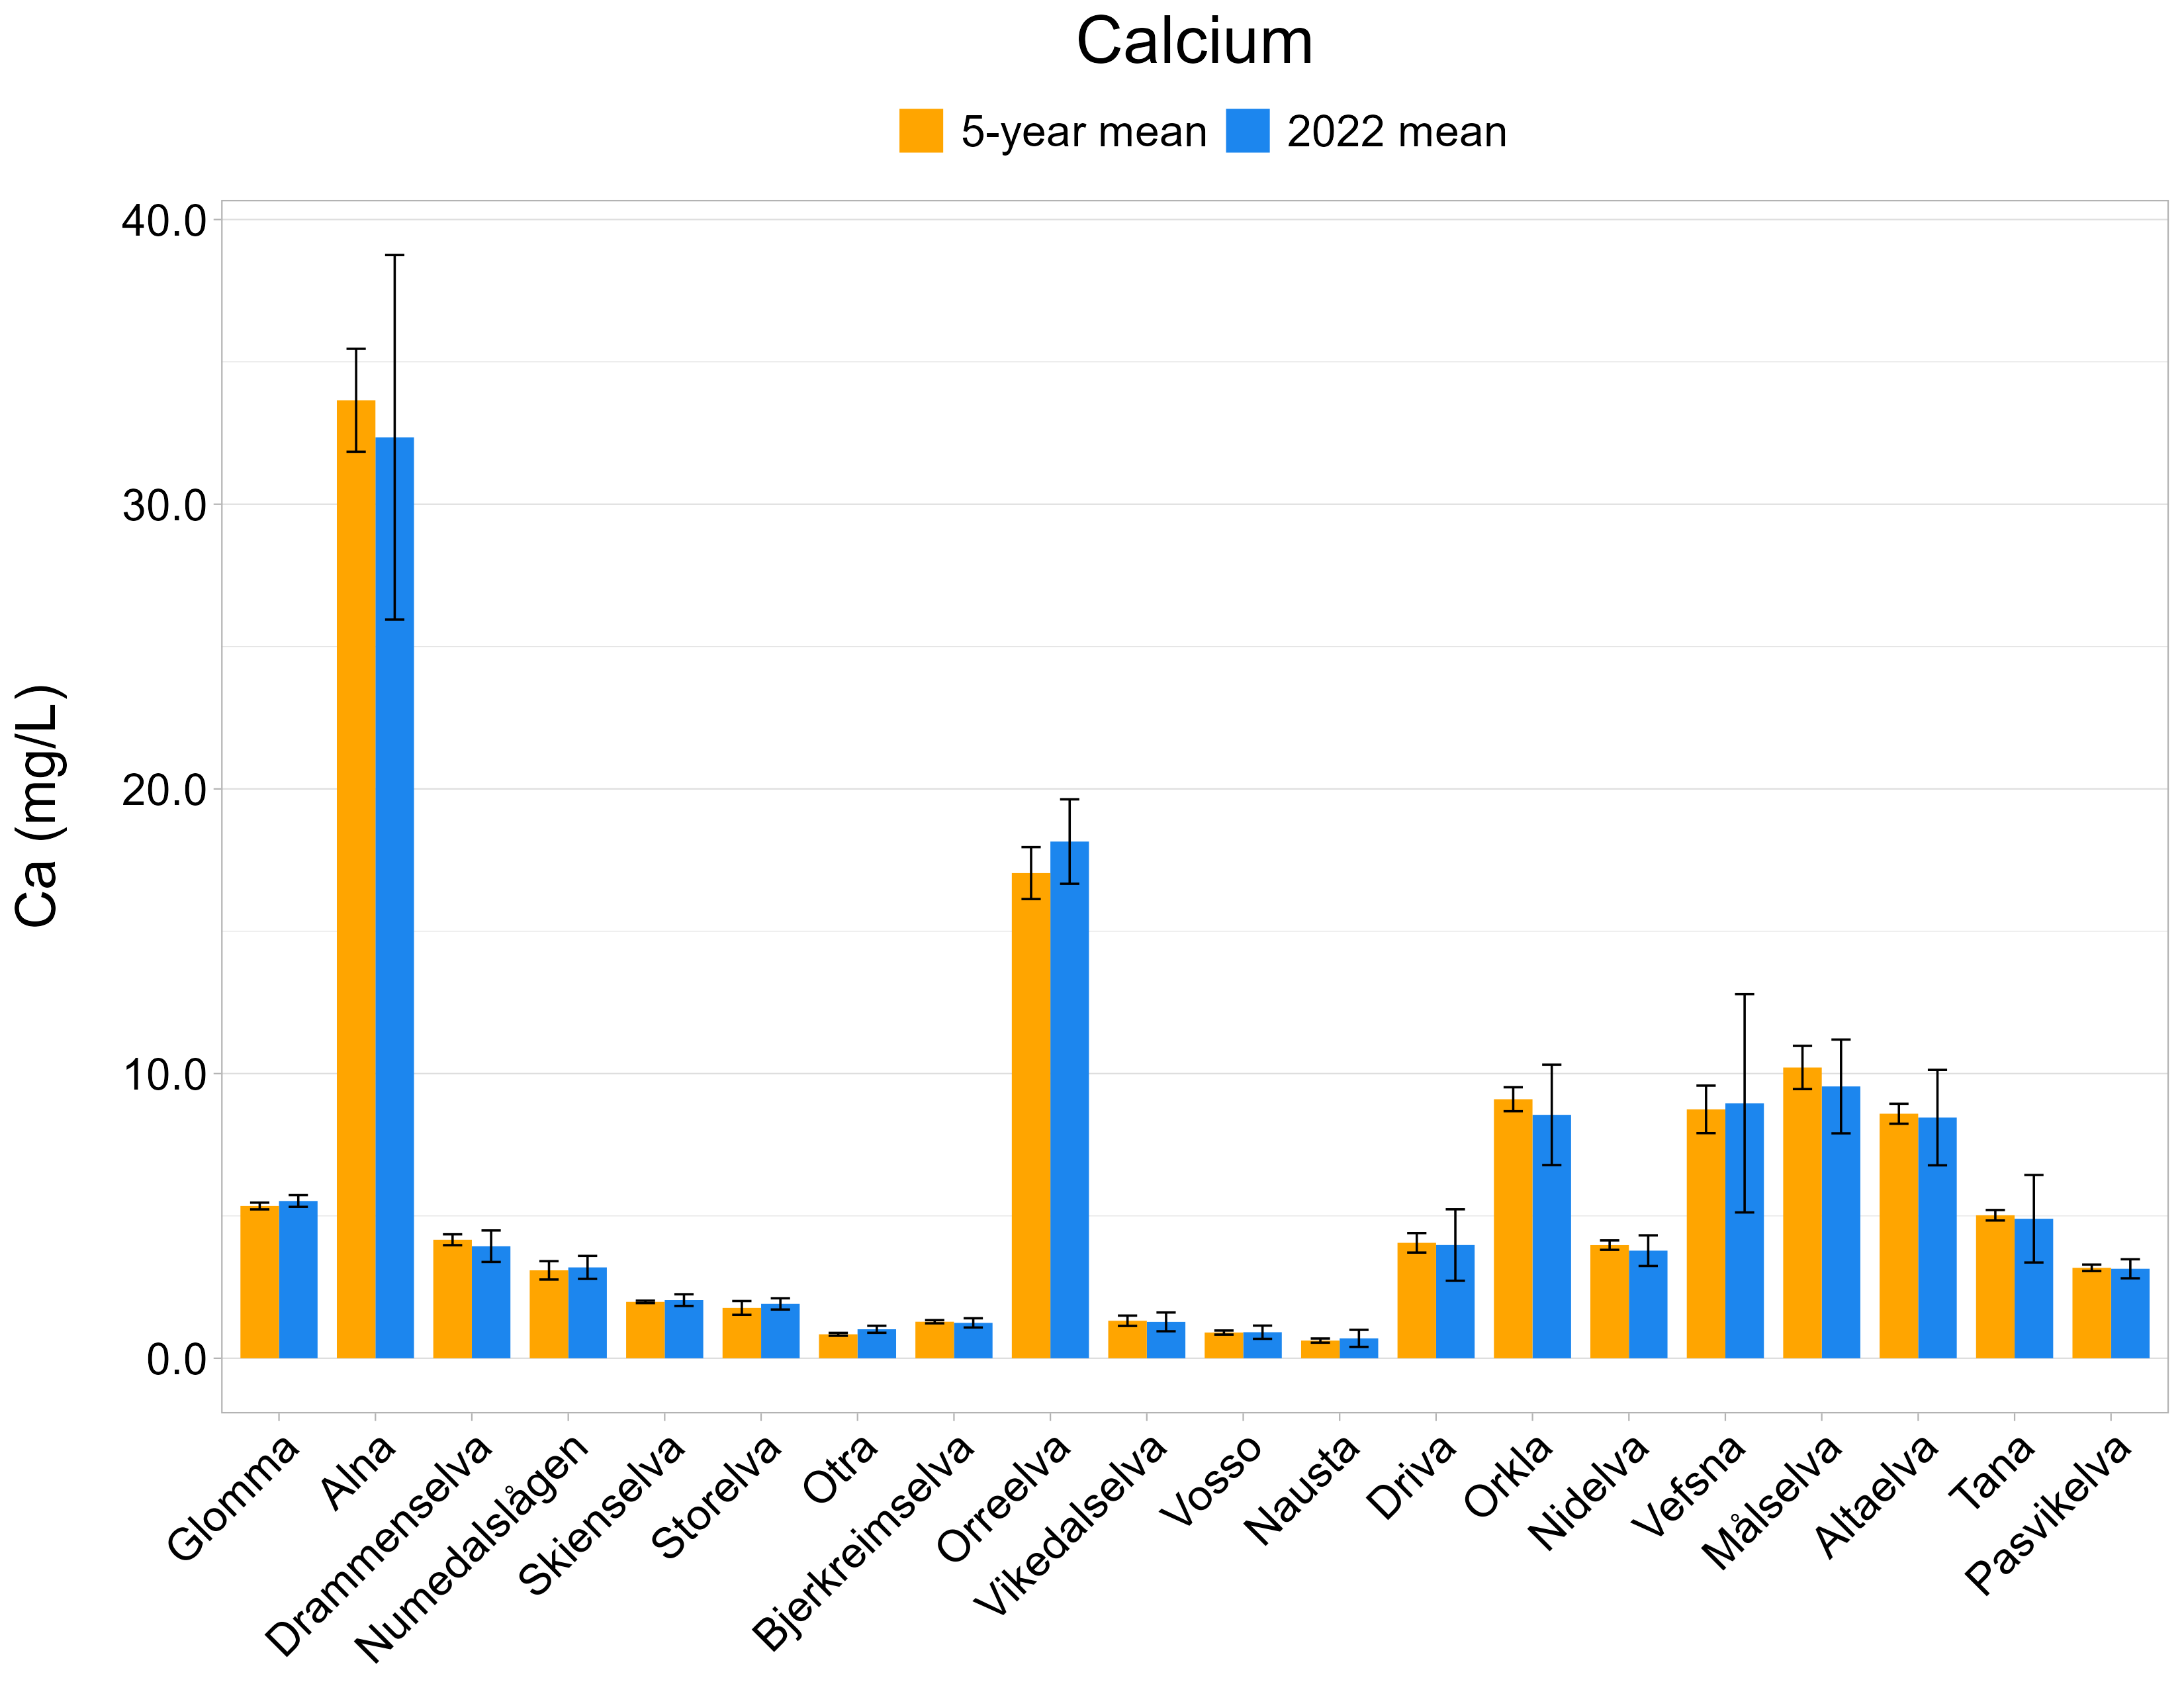 Calcium
5-year mean 2022 mean
Ca (mg/L)
40.0
30.0
20.0
10.0
0.0
Glomma
Alna
Drammenselva
Numedalslågen
Skienselva
Storelva
Otra
Bjerkreimselva
Orreelva
Vikedalselva
Vosso
Nausta
Driva
Orkla
Nidelva
Vefsna
Målselva
Altaelva
Tana
Pasvikelva